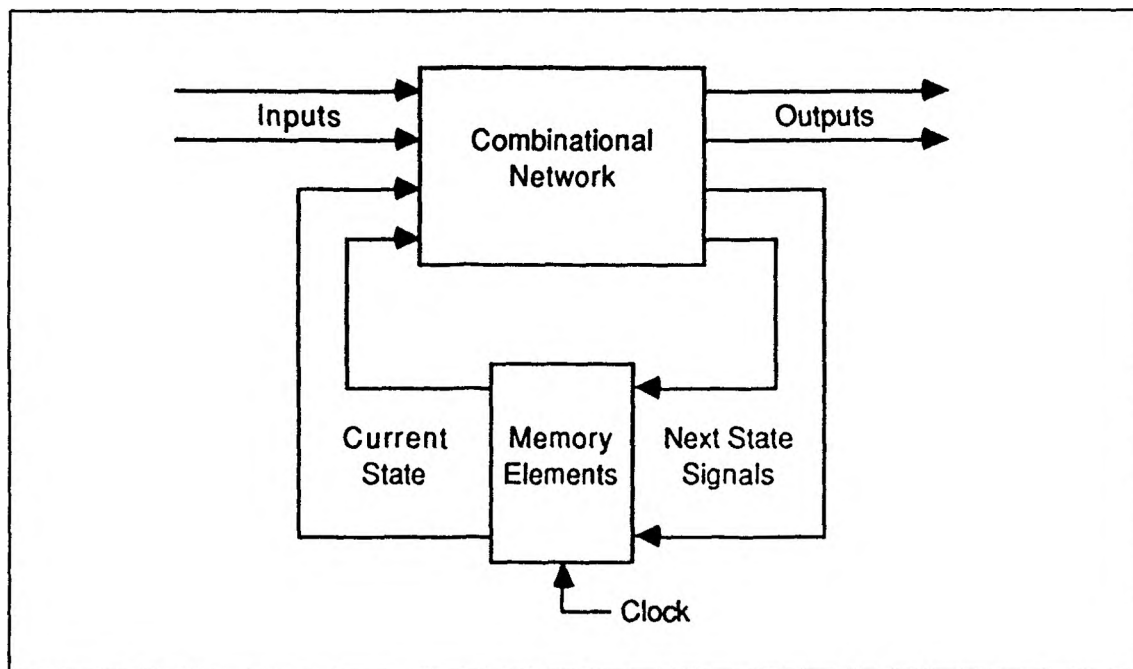 Inputs
Outputs
Combinational
Network
Current
State
Memory
Elements
Next State
Signals
Clock